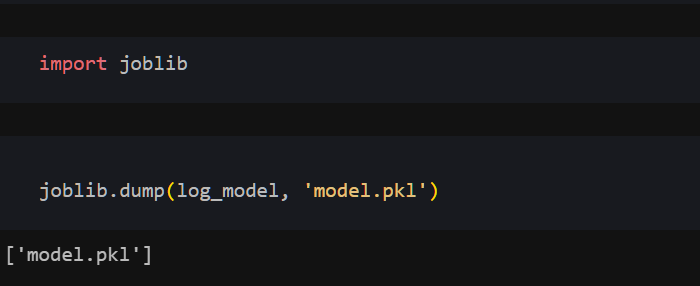 import joblib
joblib.dump(log_model, 'model.pkl')
['model.pkl']